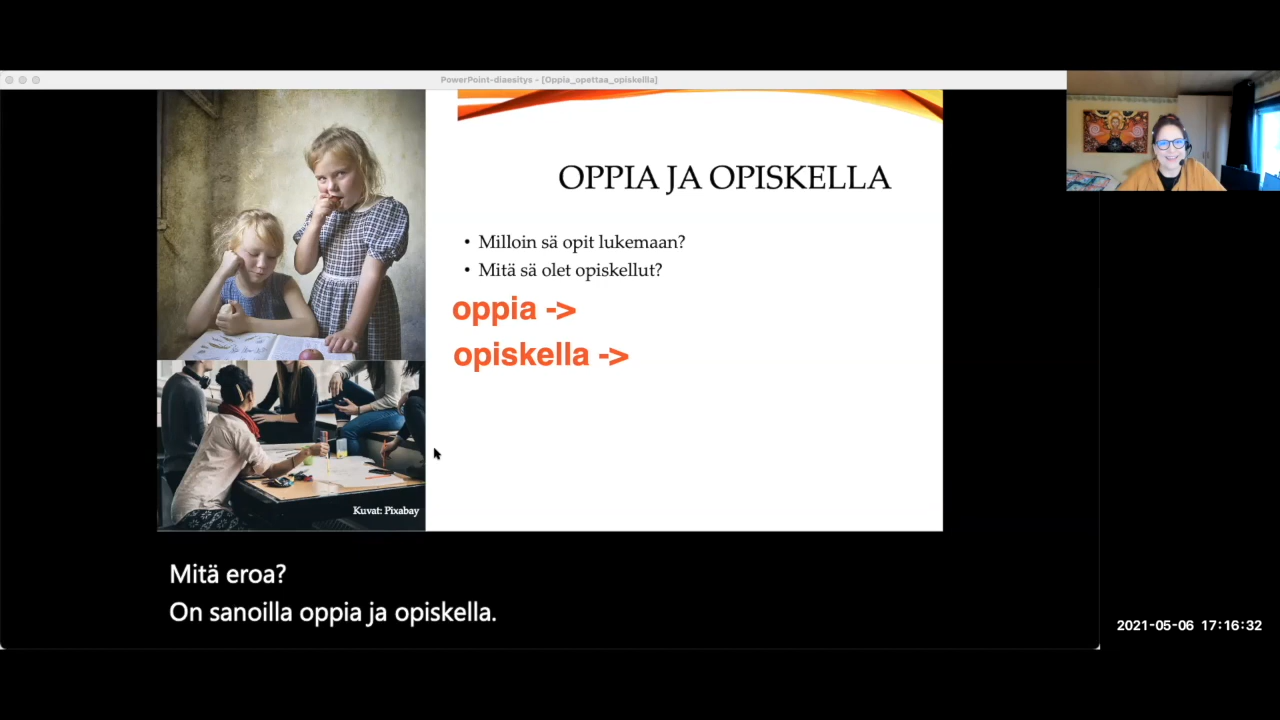 PowerPoint-diaesitys - [Oppia_opettaa_opiskella]
OPPIA JA OPISKELLA
• Milloin sä opit lukemaan?
• Mitä sä olet opiskellut?
oppia ->
opiskella ->
Kuvat: Pixabay
Mitä eroa?
On sanoilla oppia ja opiskella.
2021-05-06 17:16:32